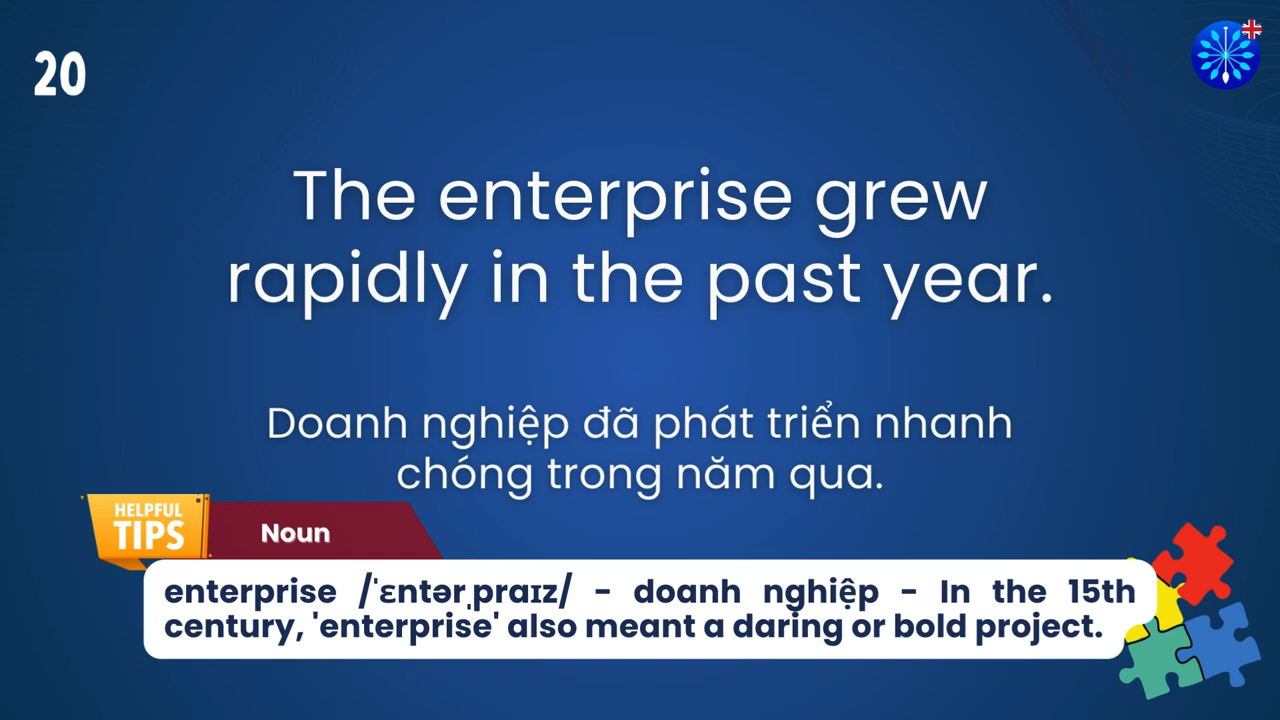 20
The enterprise grew
rapidly in the past year.
Doanh nghiệp đã phát triển nhanh
chóng trong năm qua.
HELPFUL
TIPS
Noun
enterprise /ˈɛntərˌpraɪz/ - doanh nghiệp - In the 15th
century, 'enterprise' also meant a daring or bold project.